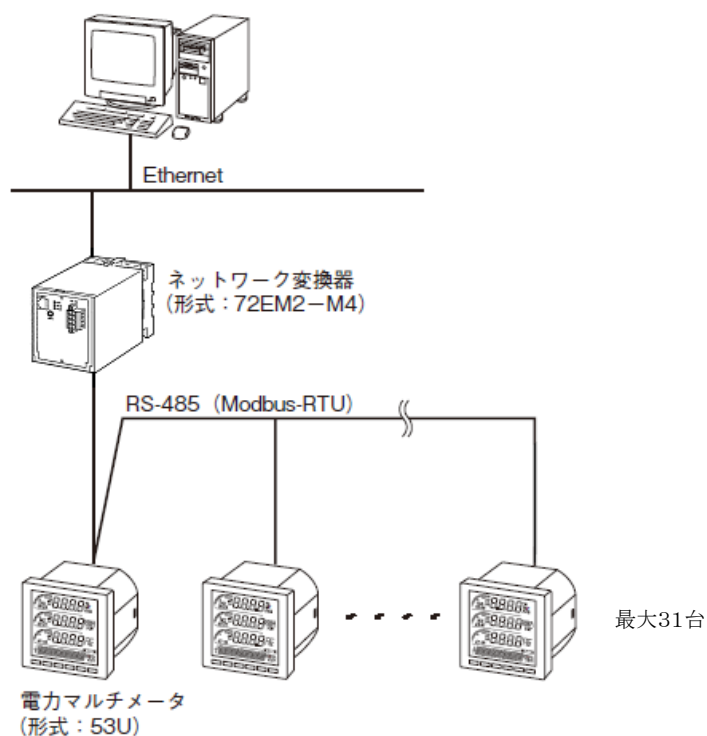 Ethernet
ネットワーク変換器
（形式：72EM2－M4）
RS-485（Modbus-RTU）
最大31台
電力マルチメータ
（形式：53U）